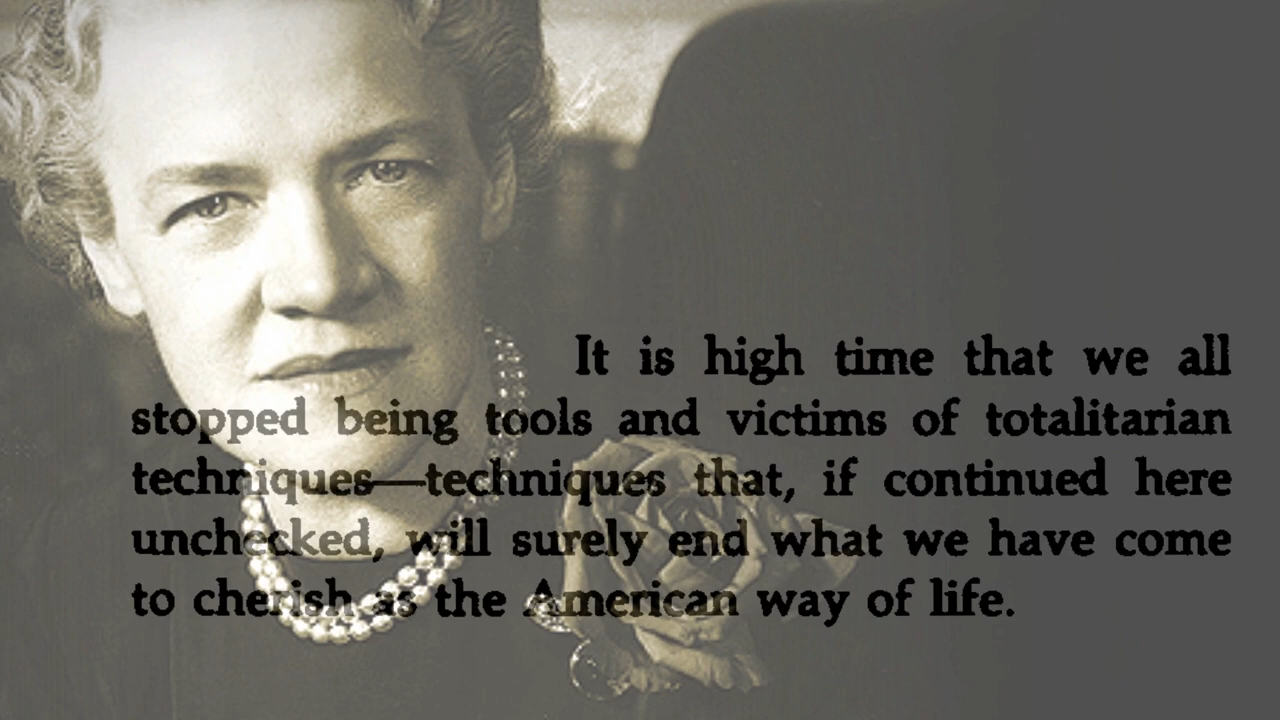 It is high time that we all
stopped being tools and victims of totalitarian
techniques—techniques that, if continued here
unchecked, will surely end what we have come
to cherish as the American way of life.